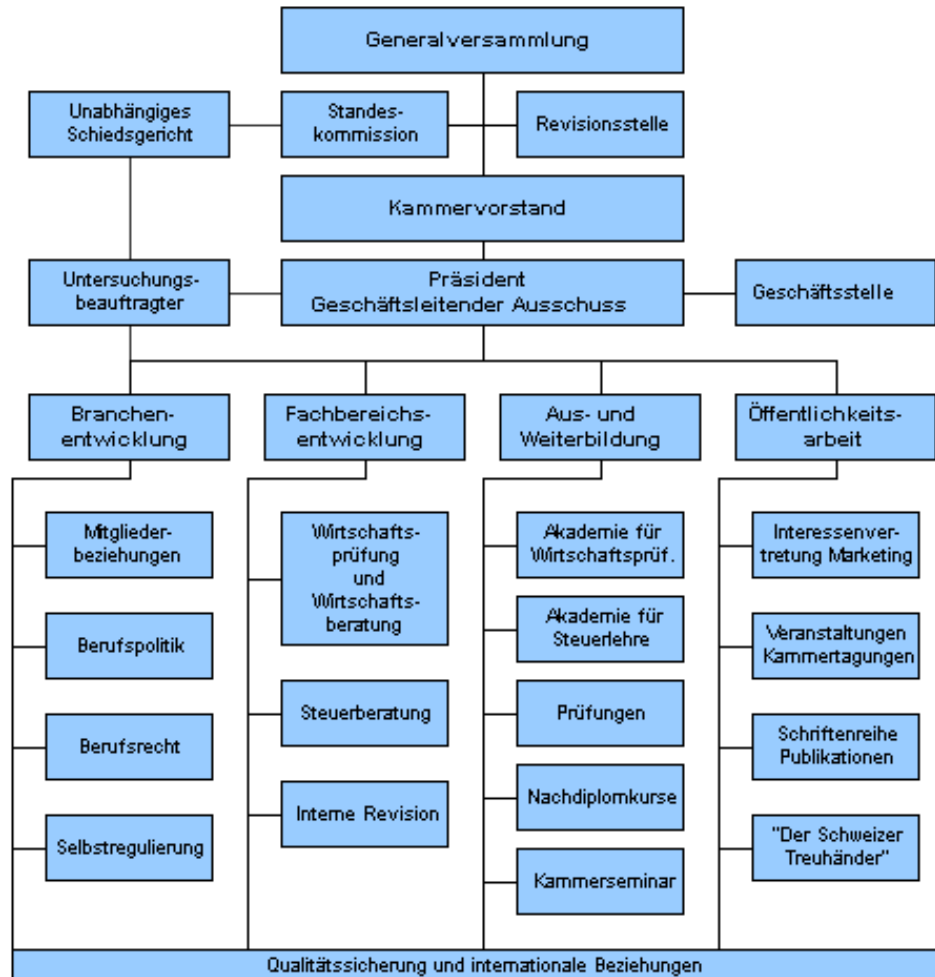 Generalversammlung
Unabhängiges
Schiedsgericht
Standes-
kommission
Revisionsstelle
Kammervorstand
Untersuchungs-
beauftragter
Präsident
Geschäftsleitender Ausschuss
Geschäftsstelle
Branchen-
entwicklung
Fachbereichs-
entwicklung
Aus- und
Weiterbildung
Öffentlichkeits-
arbeit
Mitglieder-
beziehungen
Berufspolitik
Berufsrecht
Selbstregulierung
Wirtschafts-
prüfung
und
Wirtschafts-
beratung
Steuerberatung
Interne Revision
Akademie für
Wirtschaftsprüf.
Akademie für
Steuerlehre
Prüfungen
Nachdiplomkurse
Kammerseminar
Interessenver-
tretung Marketing
Veranstaltungen
Kammertagungen
Schriftenreihe
Publikationen
"Der Schweizer
Treuhänder"
Qualitätssicherung und internationale Beziehungen